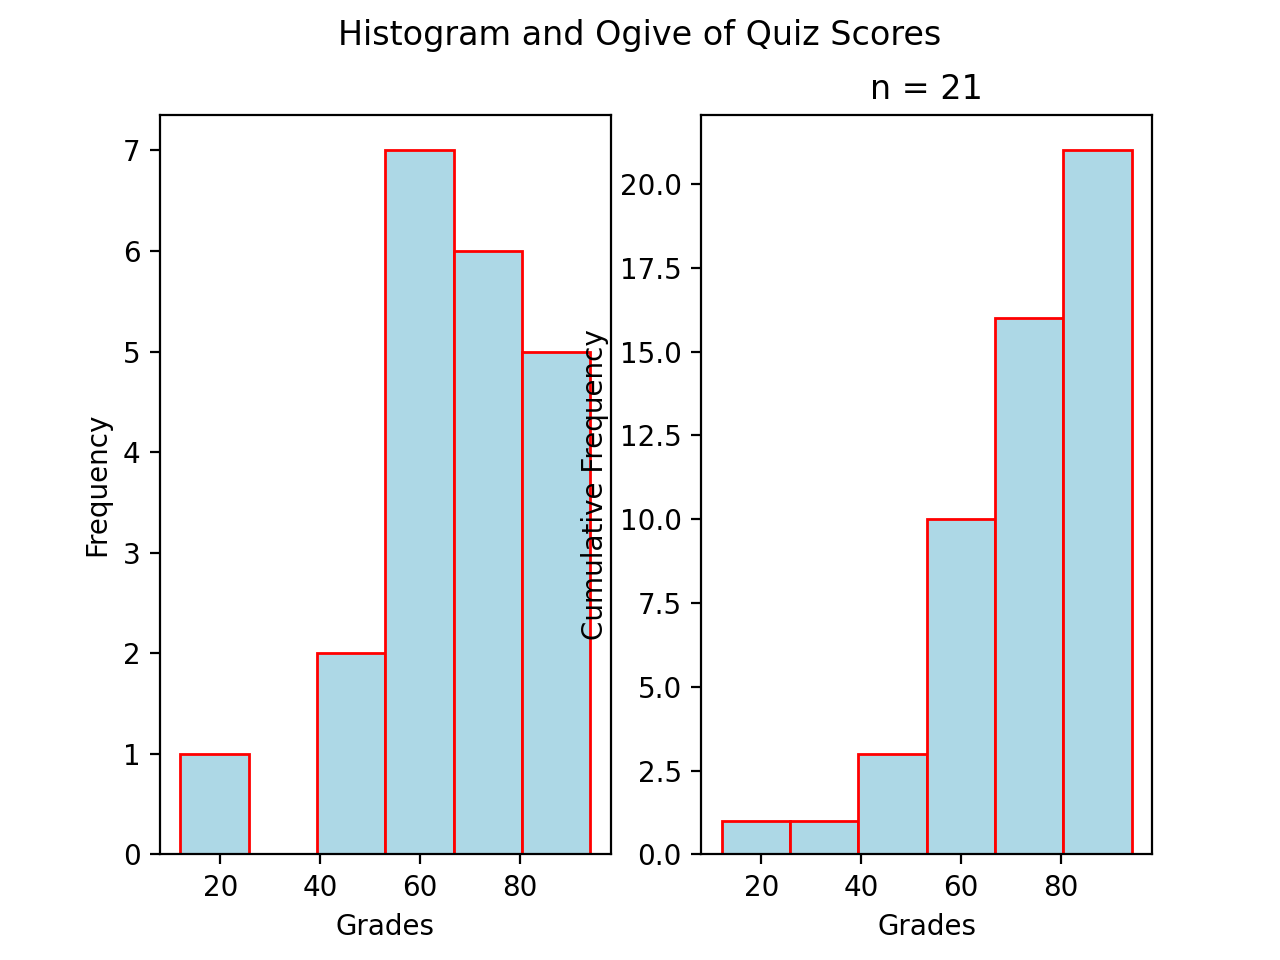 Histogram and Ogive of Quiz Scores
n = 21
7
6
5
4
3
2
1
0
Frequency
20 40 60 80
Grades
20.0
17.5
15.0
12.5
10.0
7.5
5.0
2.5
0.0
Cumulative Frequency
20 40 60 80
Grades